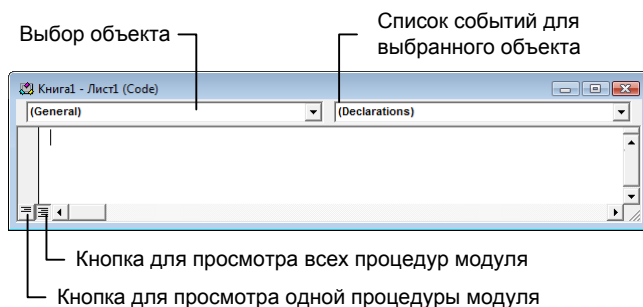 Выбор объекта
Список событий для
выбранного объекта
Книга1 - Лист1 (Code)
(General)
(Declarations)
Кнопка для просмотра всех процедур модуля
Кнопка для просмотра одной процедуры модуля